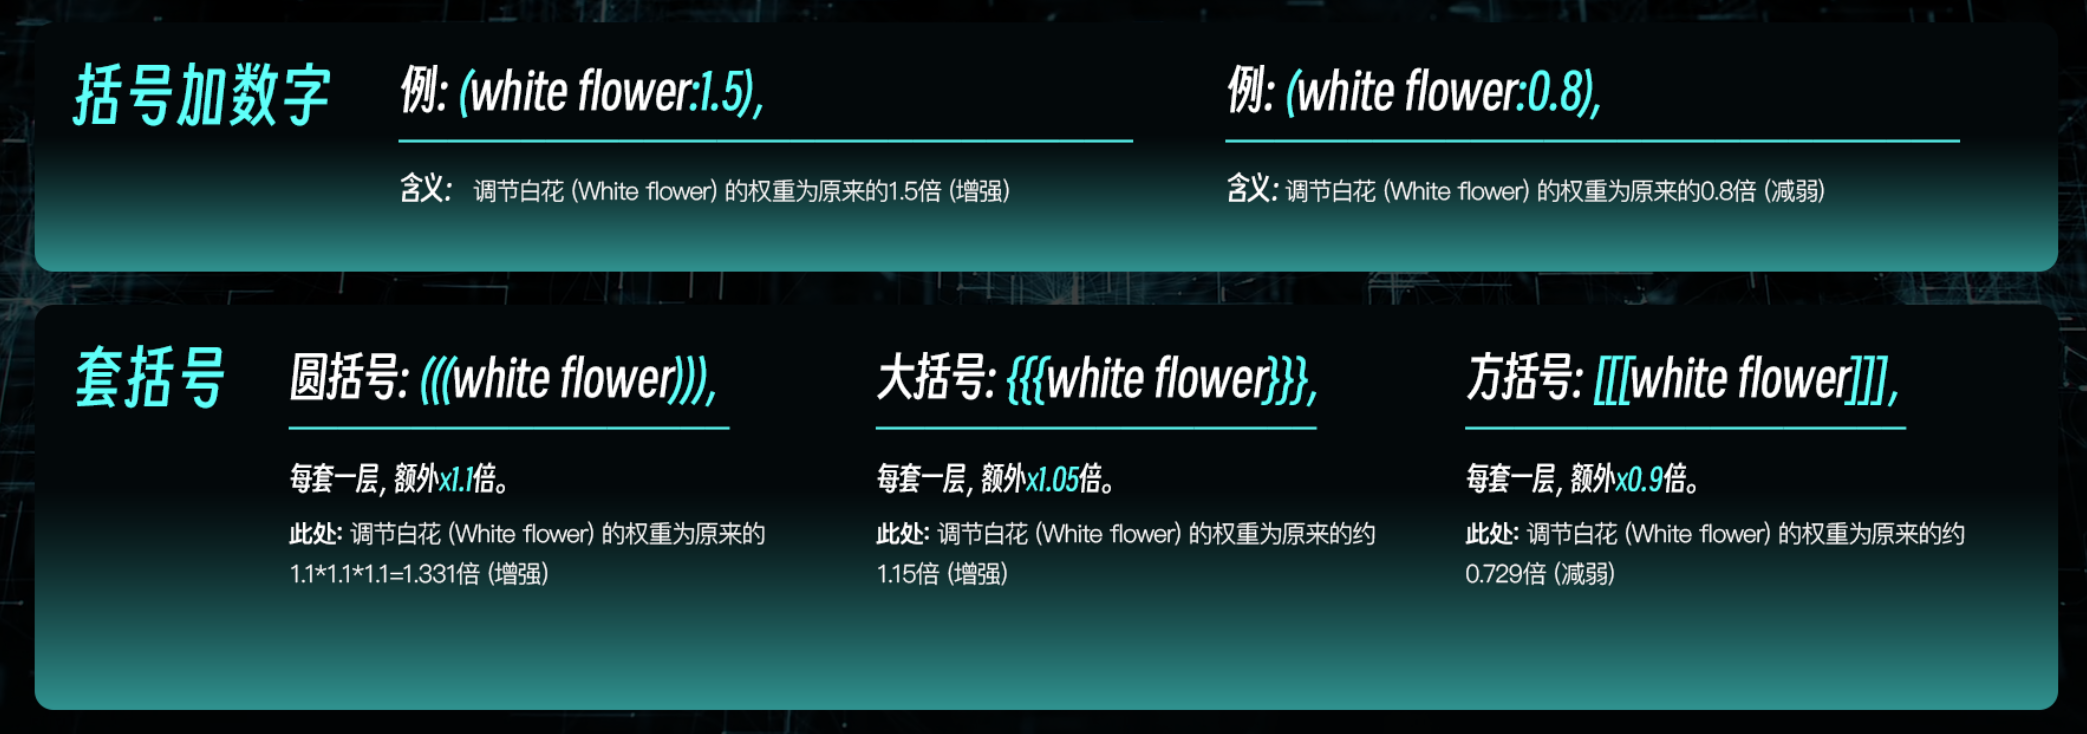 括号加数字
例: (white flower:1.5),
含义: 调节白花 (White flower) 的权重为原来的1.5倍 (增强)
例: (white flower:0.8),
含义: 调节白花 (White flower) 的权重为原来的0.8倍 (减弱)
套括号
圆括号: (((white flower))),
每套一层, 额外x1.1倍。
此处: 调节白花 (White flower) 的权重为原来的
1.1*1.1*1.1=1.331倍 (增强)
大括号: {{{white flower}}},
每套一层, 额外x1.05倍。
此处: 调节白花 (White flower) 的权重为原来的约
1.15倍 (增强)
方括号: [[[white flower]]],
每套一层, 额外x0.9倍。
此处: 调节白花 (White flower) 的权重为原来的约
0.729倍 (减弱)